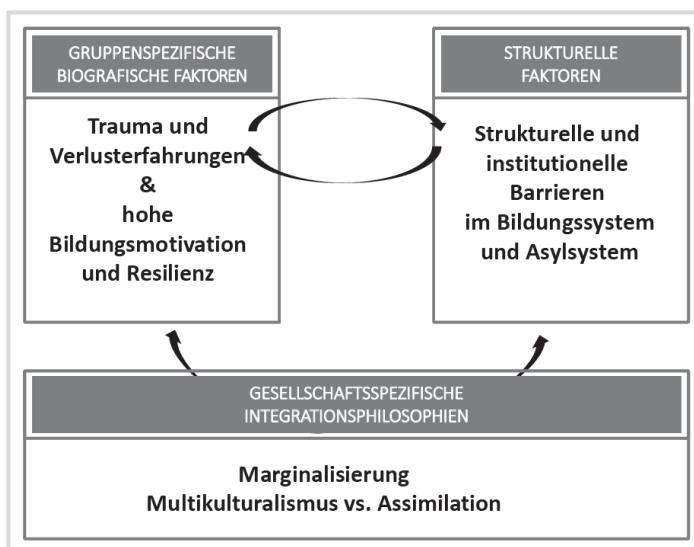 GRUPPENSPEZIFISCHE
BIOGRAFISCHE FAKTOREN
Trauma und
Verlusterfahrungen
&
hohe
Bildungsmotivation
und Resilienz
STRUKTURELLE
FAKTOREN
Strukturelle und
institutionelle
Barrieren
im Bildungssystem
und Asylsystem
GESELLSCHAFTSSPEZIFISCHE
INTEGRATIONSPHILOSOPHIEN
Marginalisierung
Multikulturalismus vs. Assimilation